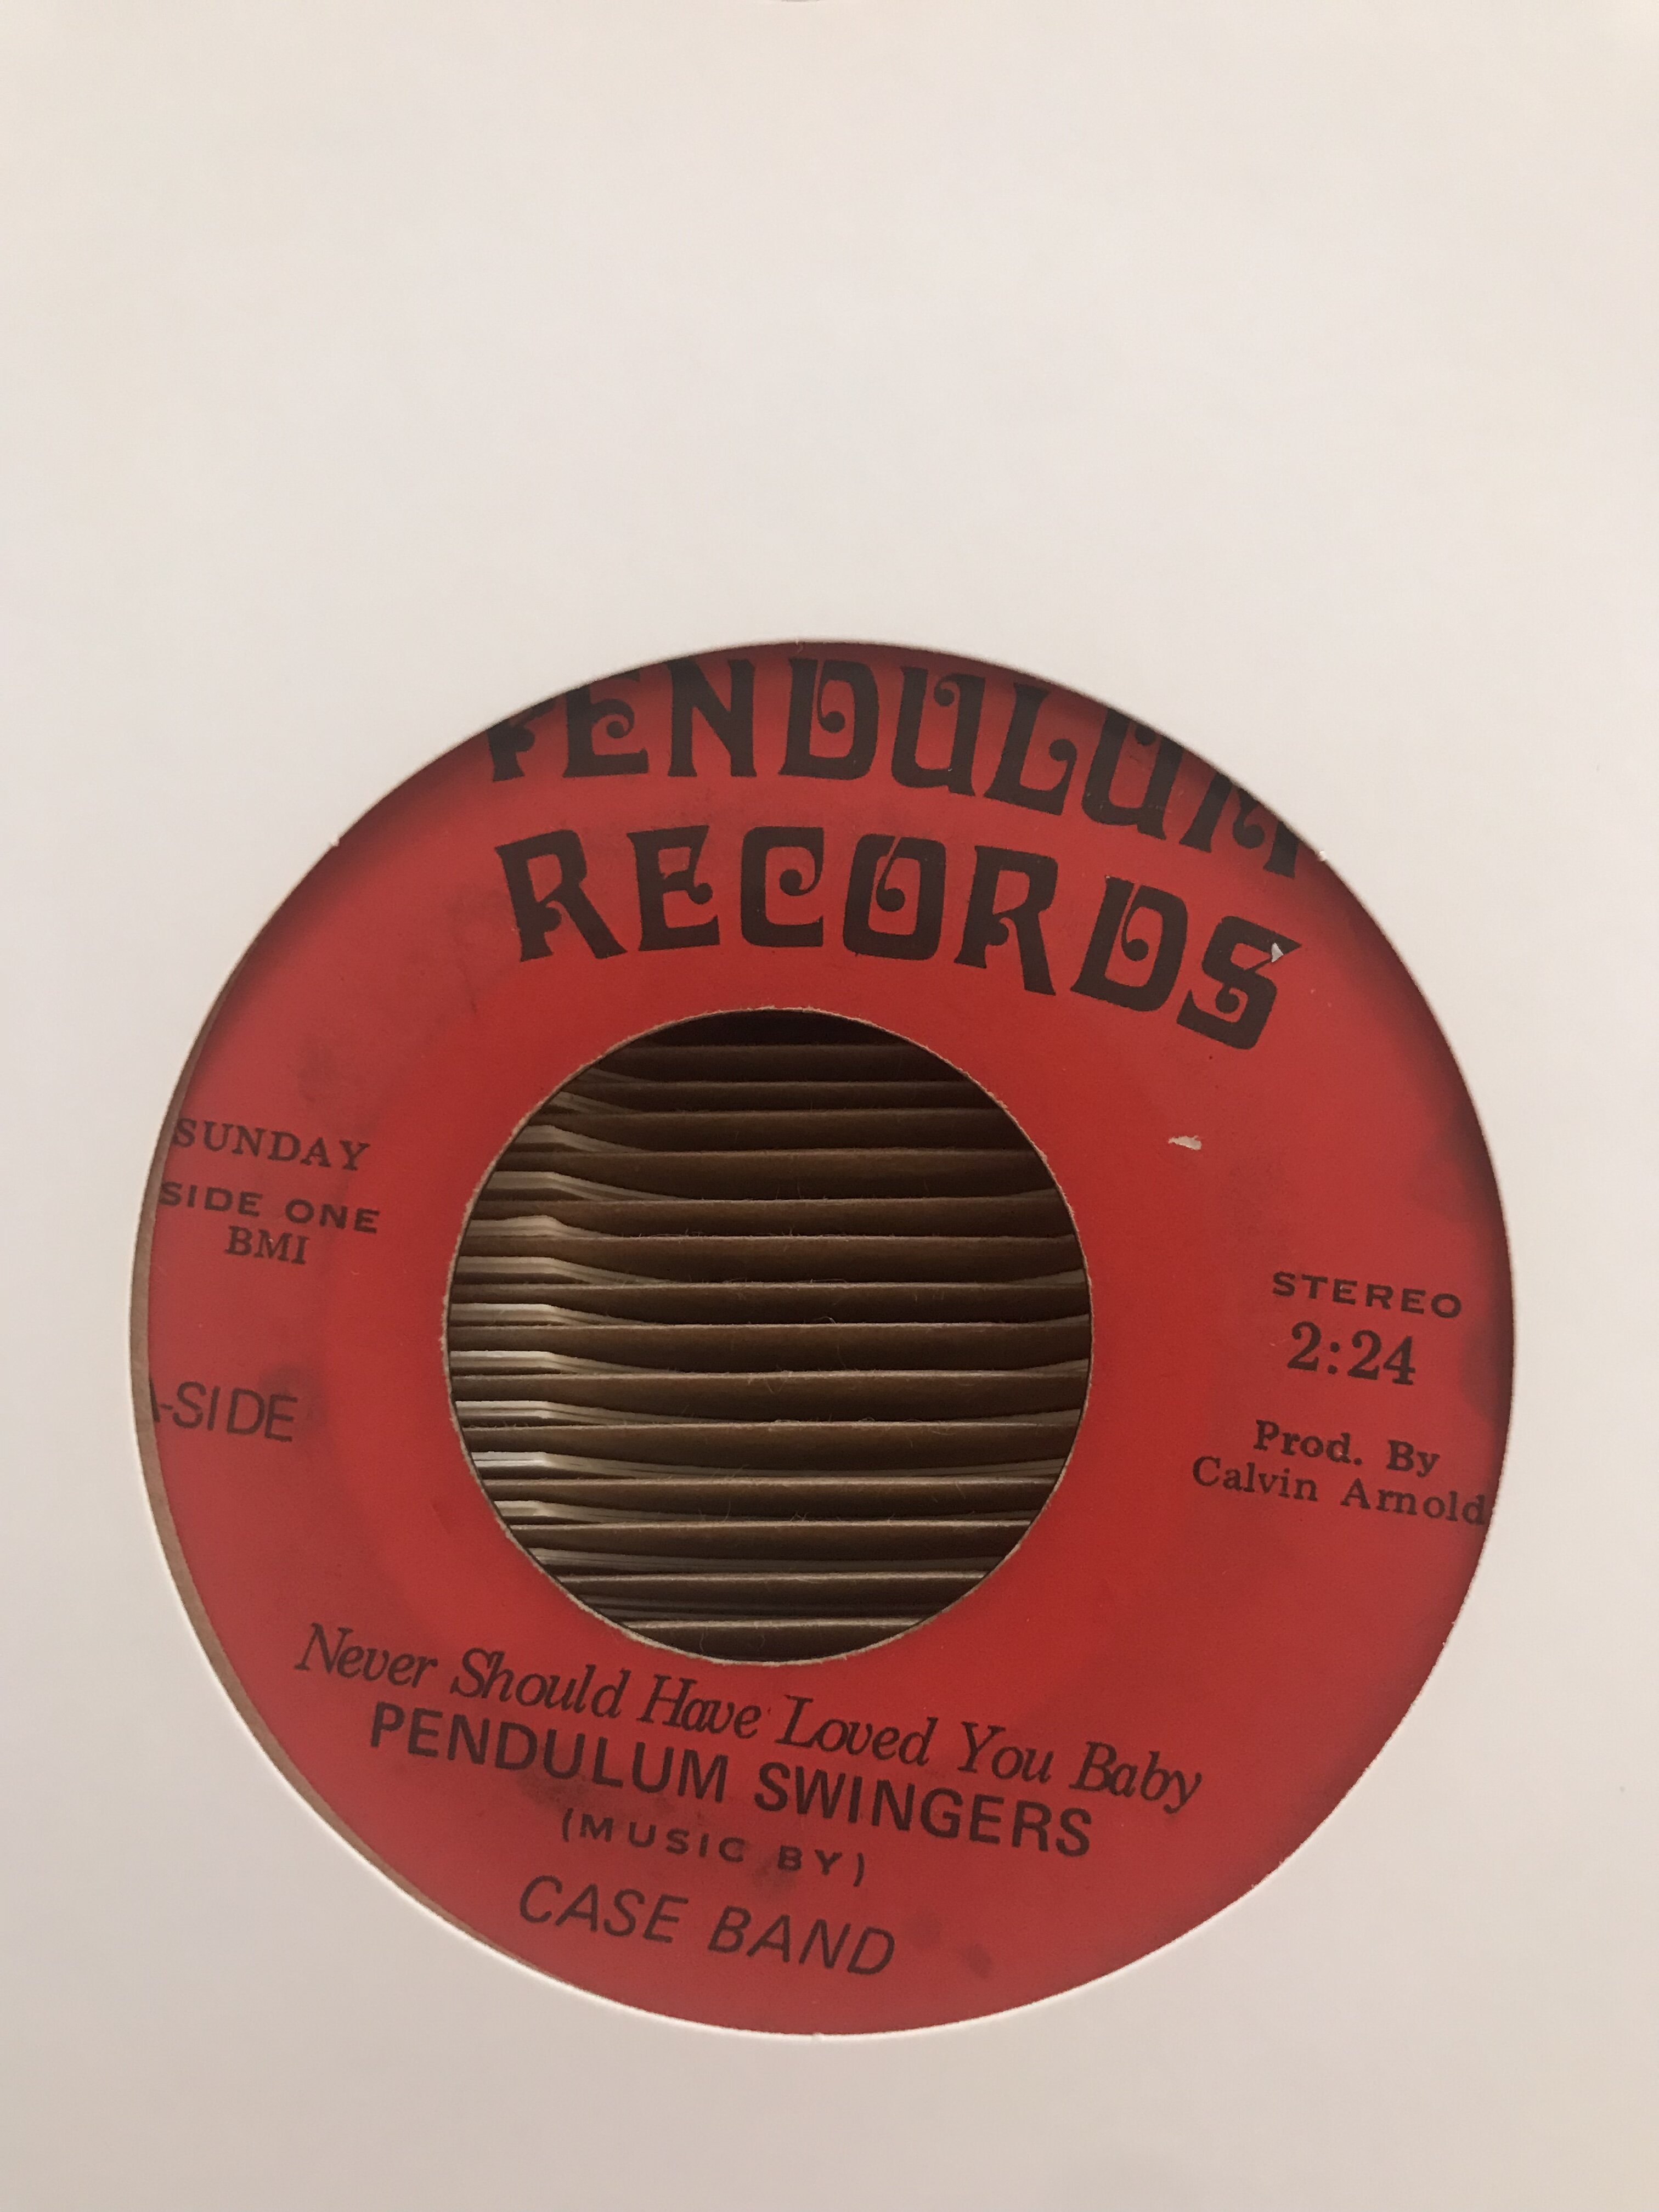 PENDULUM
RECORDS
SUNDAY
SIDE ONE
BMI
-SIDE
STEREO
2:24
Prod. By
Calvin Arnold
Never Should Have Loved You Baby
PENDULUM SWINGERS
(MUSIC BY)
CASE BAND